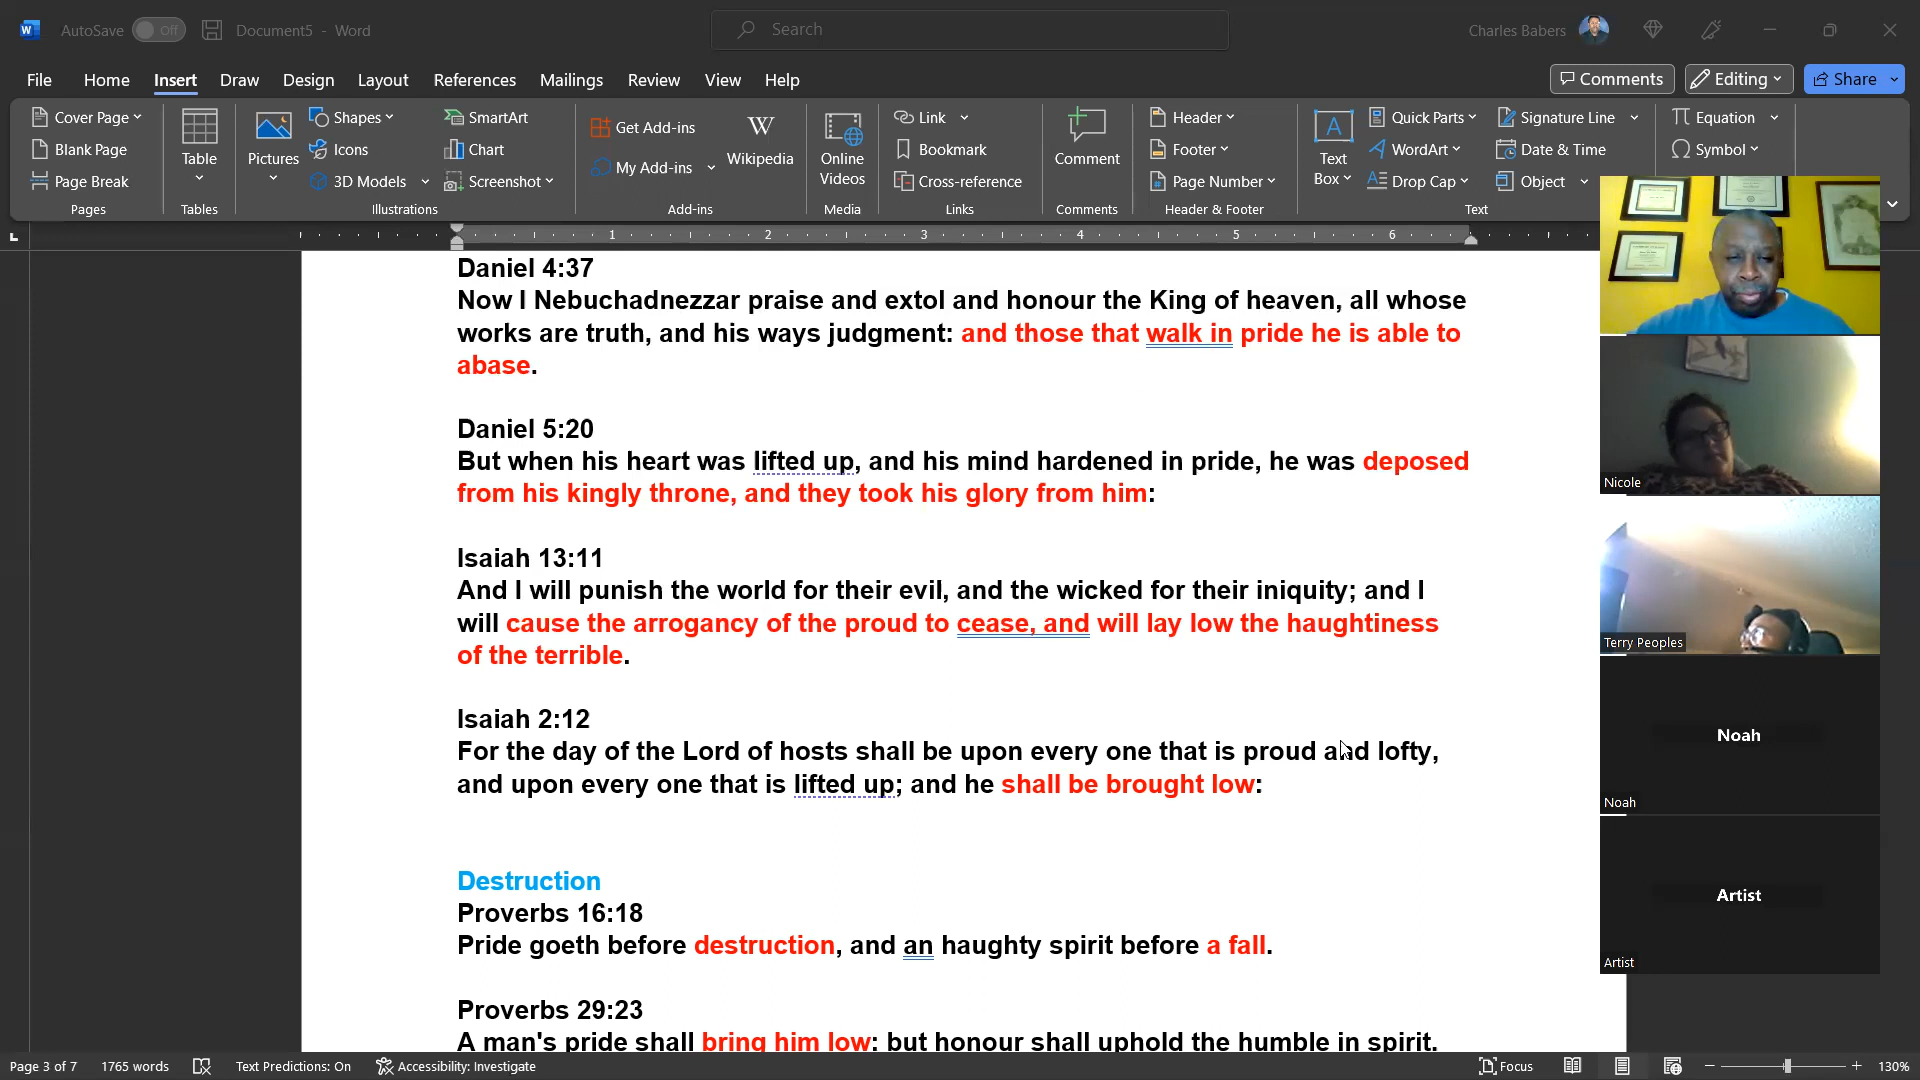 AutoSave Off Document5 - Word Search Charles Babers
File Home Insert Draw Design Layout References Mailings Review View Help Comments Editing Share
Cover Page
Blank Page
Page Break
Pages
Table
Tables
Pictures
Shapes
Icons
3D Models
SmartArt
Chart
Screenshot
Illustrations
Get Add-ins
My Add-ins
Wikipedia
Add-ins
Online
Videos
Media
Link
Bookmark
Cross-reference
Links
Comment
Comments
Header
Footer
Page Number
Header & Footer
Text
Box
Quick Parts
WordArt
Drop Cap
Signature Line
Date & Time
Object
Text
Equation
Symbol
1 2 3 4 5 6
Daniel 4:37
Now I Nebuchadnezzar praise and extol and honour the King of heaven, all whose
works are truth, and his ways judgment: and those that walk in pride he is able to
abase.
Daniel 5:20
But when his heart was lifted up, and his mind hardened in pride, he was deposed
from his kingly throne, and they took his glory from him:
Isaiah 13:11
And I will punish the world for their evil, and the wicked for their iniquity; and I
will cause the arrogancy of the proud to cease, and will lay low the haughtiness
of the terrible.
Isaiah 2:12
For the day of the Lord of hosts shall be upon every one that is proud and lofty,
and upon every one that is lifted up; and he shall be brought low:
Destruction
Proverbs 16:18
Pride goeth before destruction, and an haughty spirit before a fall.
Proverbs 29:23
A man's pride shall bring him low: but honour shall uphold the humble in spirit.
Nicole
Terry Peoples
Noah
Noah
Artist
Artist
Page 3 of 7 1765 words Text Predictions: On Accessibility: Investigate Focus 130%